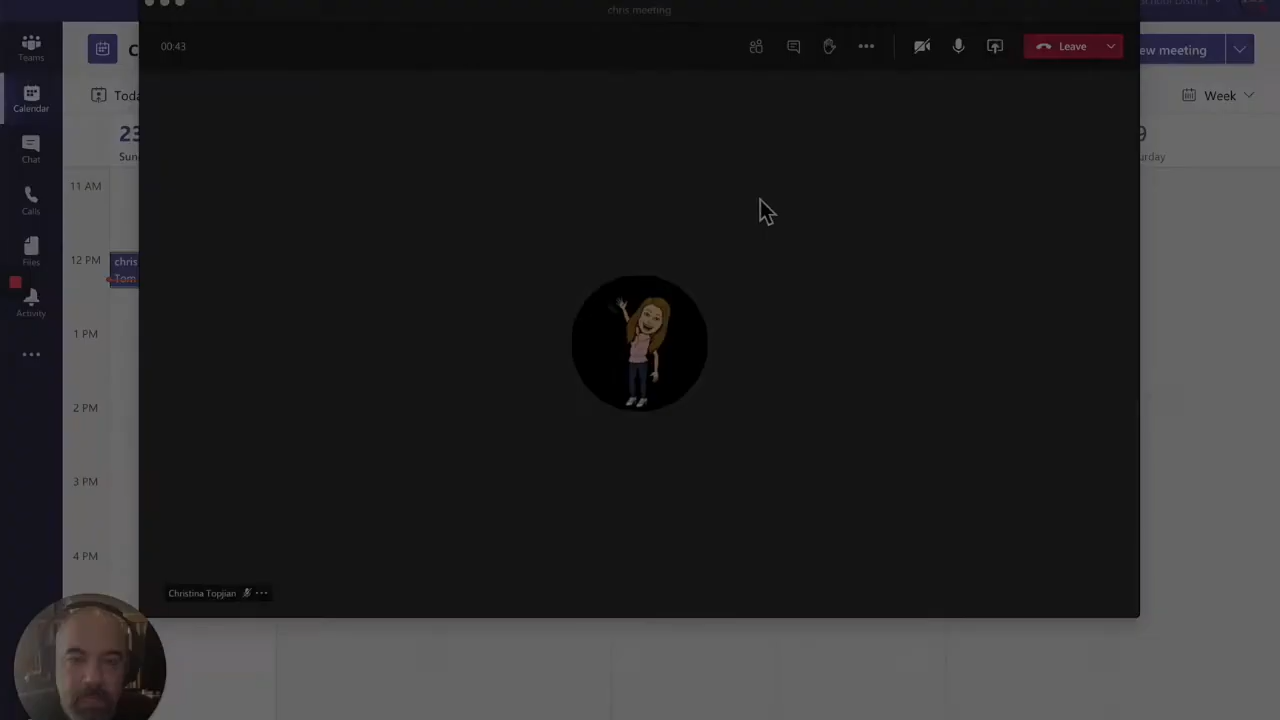 chris meeting
00:43
Leave
Teams
Calendar
Chat
Calls
Files
Activity
Toda
ew meeting
Week
23
Sun
9
urday
11 AM
12 PM
chris
Tom
1 PM
2 PM
3 PM
4 PM
Christina Topjian